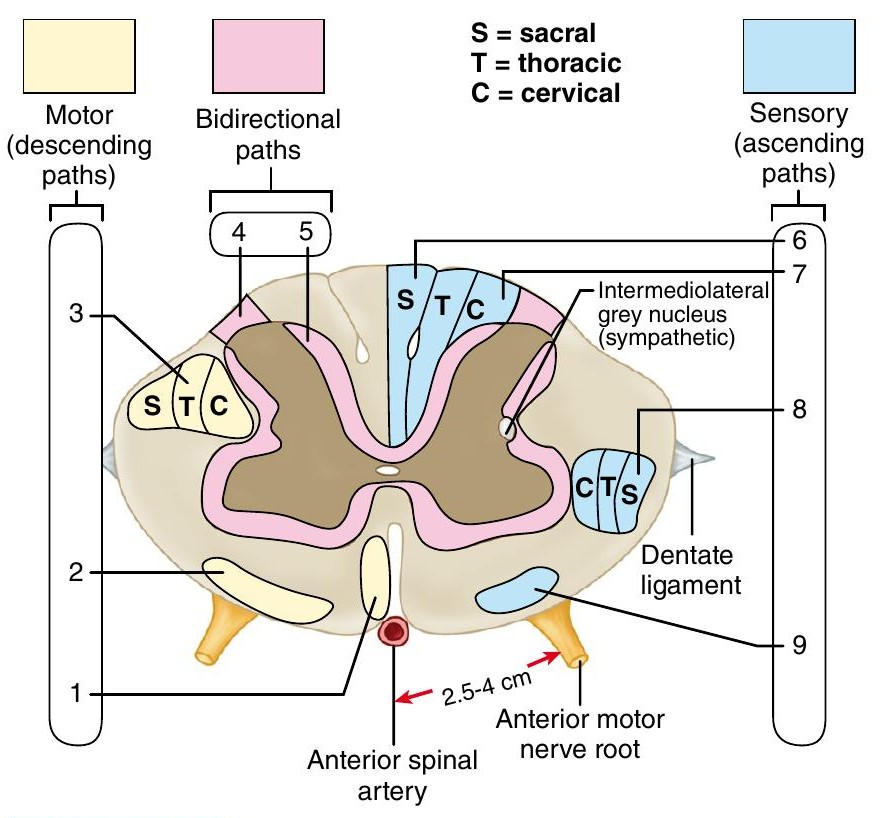 S = sacral
T = thoracic
C = cervical
Motor
(descending
paths)
Bidirectional
paths
Sensory
(ascending
paths)
4 5
6
7
Intermediolateral
grey nucleus
(sympathetic)
3
S T C
S T C
8
C T S
Dentate
ligament
2
9
1
2.5-4 cm
Anterior motor
nerve root
Anterior spinal
artery